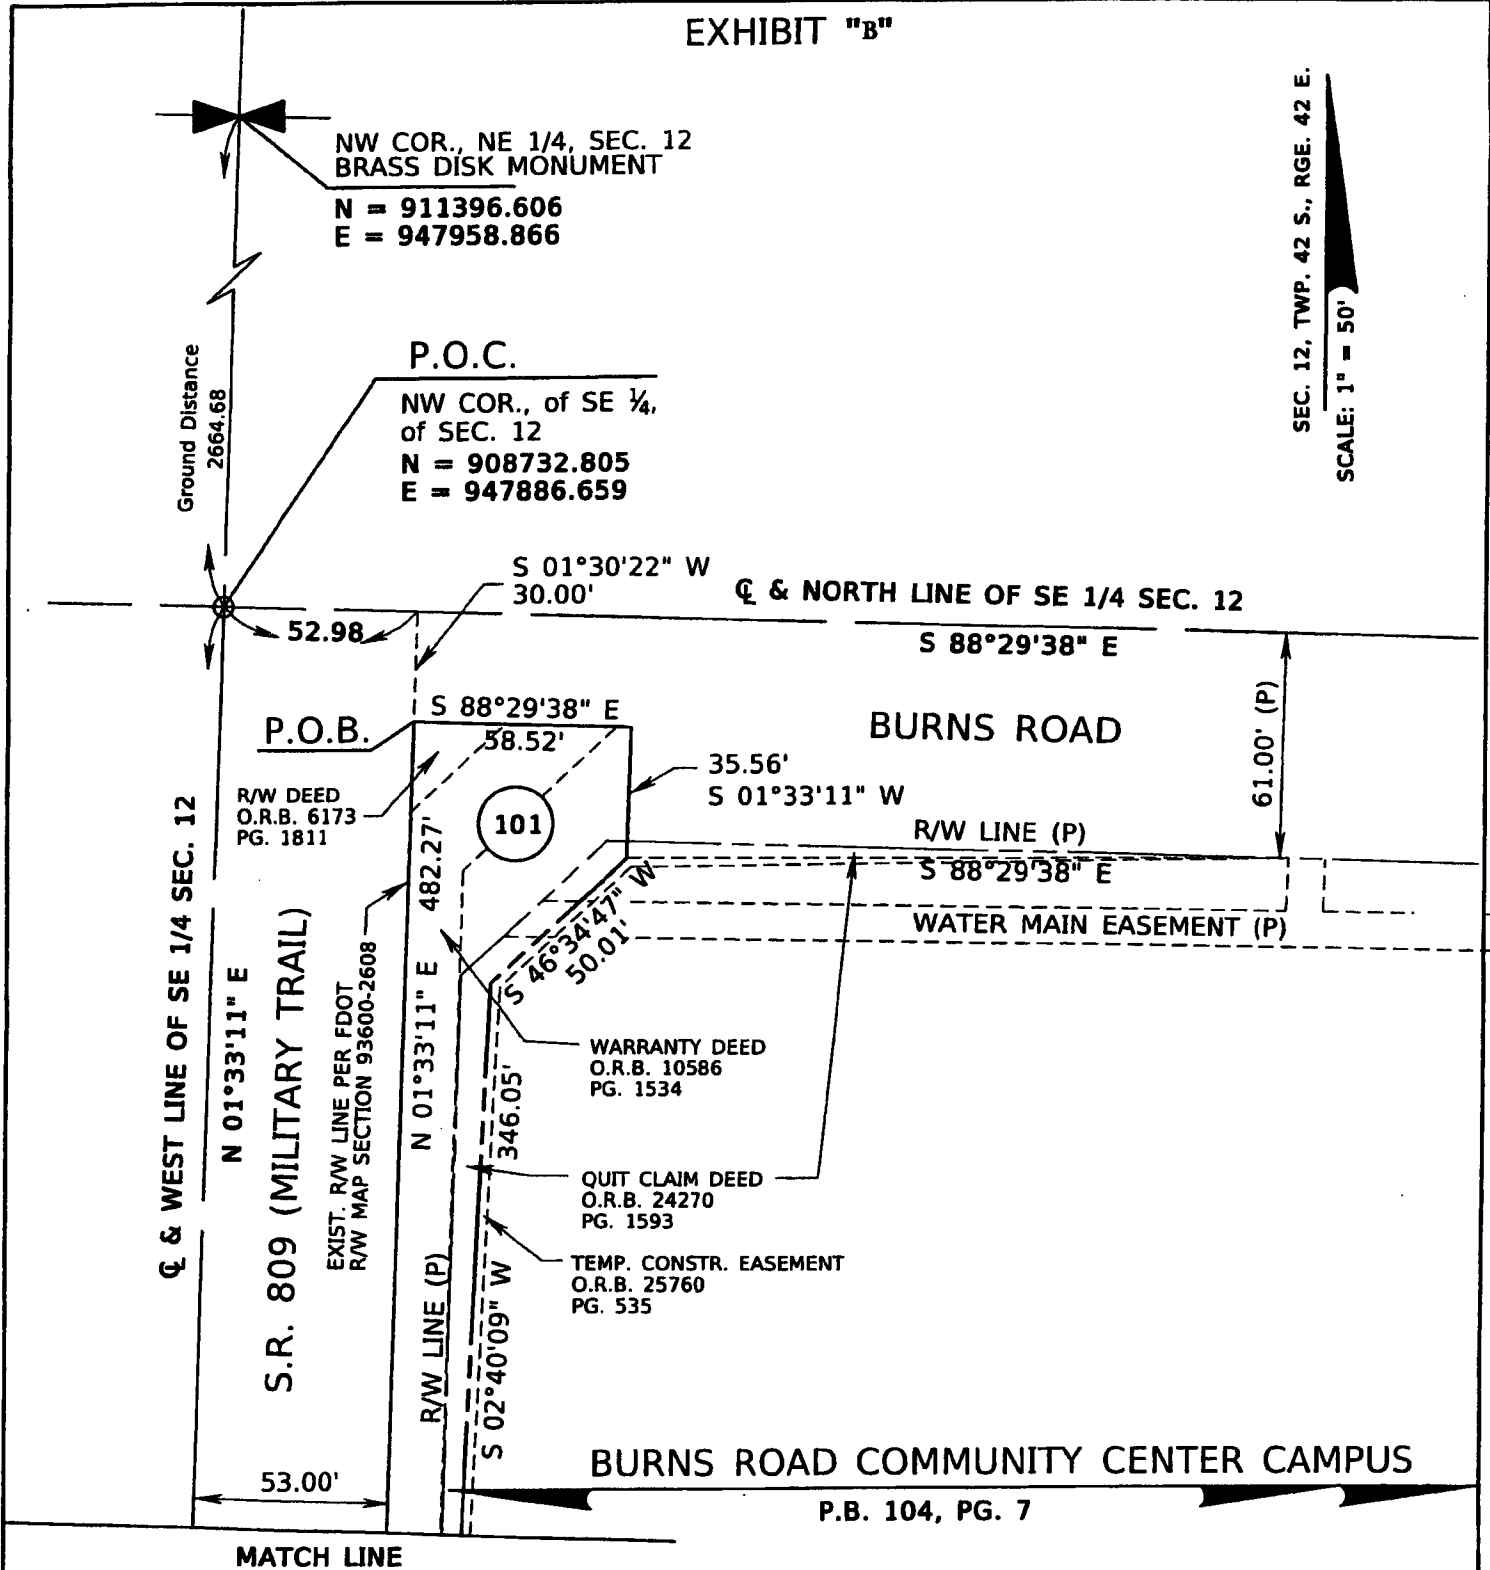 EXHIBIT "B"
NW COR., NE 1/4, SEC. 12
BRASS DISK MONUMENT
N = 911396.606
E = 947958.866
SEC. 12, TWP. 42 S., RGE. 42 E.
SCALE: 1" = 50'
Ground Distance
2664.68
P.O.C.
NW COR., of SE ¼,
of SEC. 12
N = 908732.805
E = 947886.659
S 01°30'22" W
30.00'
℄ & NORTH LINE OF SE 1/4 SEC. 12
52.98
S 88°29'38" E
S 88°29'38" E
58.52'
P.O.B.
BURNS ROAD
61.00' (P)
35.56'
S 01°33'11" W
R/W DEED
O.R.B. 6173
PG. 1811
101
R/W LINE (P)
S 88°29'38" E
WATER MAIN EASEMENT (P)
S 46°34'47" W
50.01'
482.27'
N 01°33'11" E
℄ & WEST LINE OF SE 1/4 SEC. 12
N 01°33'11" E
S.R. 809 (MILITARY TRAIL)
EXIST. R/W LINE PER FDOT
R/W MAP SECTION 93600-2608
WARRANTY DEED
O.R.B. 10586
PG. 1534
346.05'
S 02°40'09" W
QUIT CLAIM DEED
O.R.B. 24270
PG. 1593
TEMP. CONSTR. EASEMENT
O.R.B. 25760
PG. 535
R/W LINE (P)
53.00'
BURNS ROAD COMMUNITY CENTER CAMPUS
P.B. 104, PG. 7
MATCH LINE